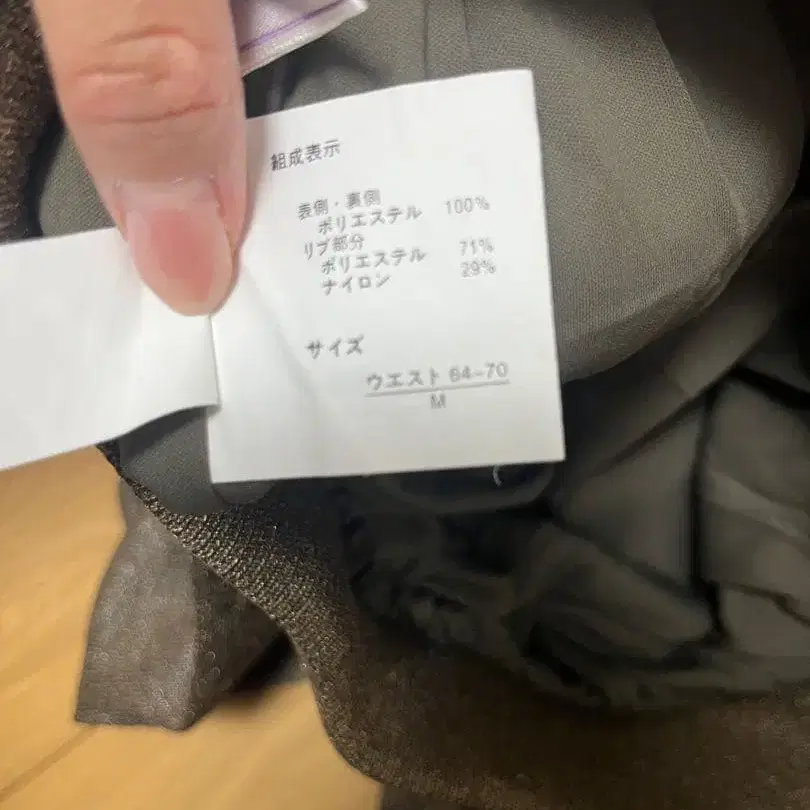 組成表示
表側・裏側
ポリエステル 100%
リブ部分
ポリエステル 71%
ナイロン 29%
サイズ
ウエスト 64-70
M